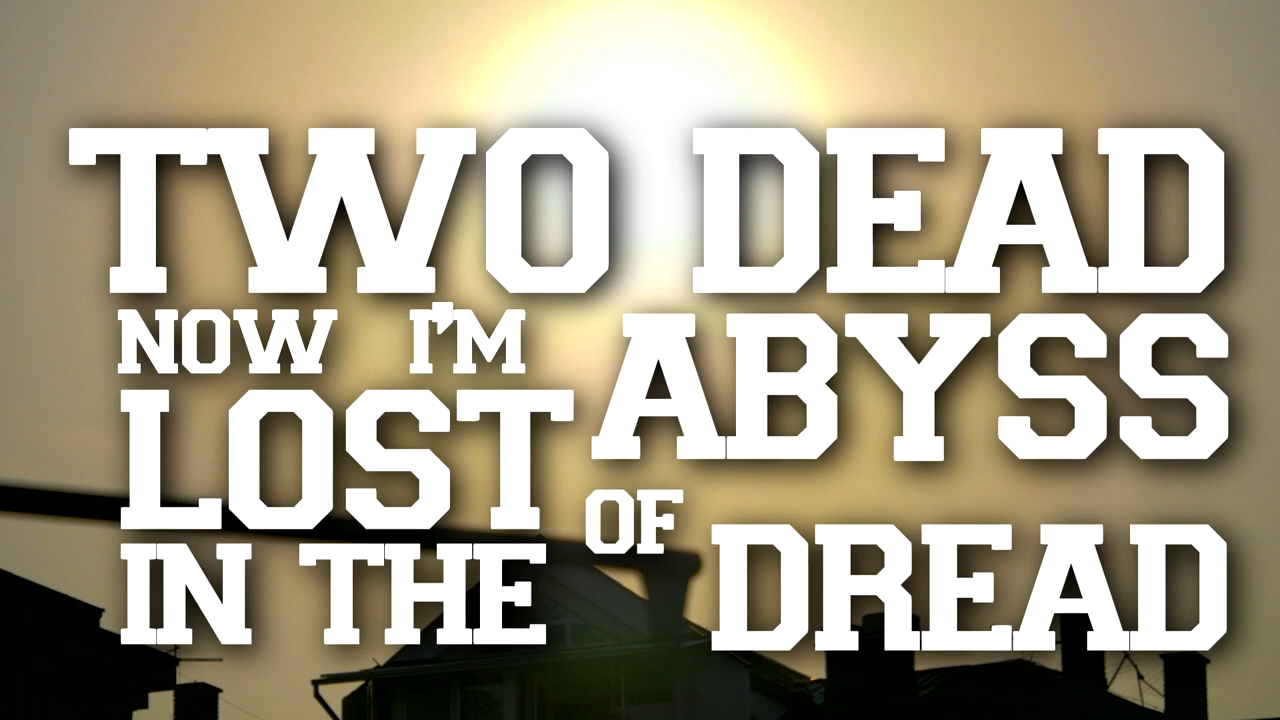 TWO DEAD
NOW I'M
LOST
IN THE
ABYSS
OF
DREAD